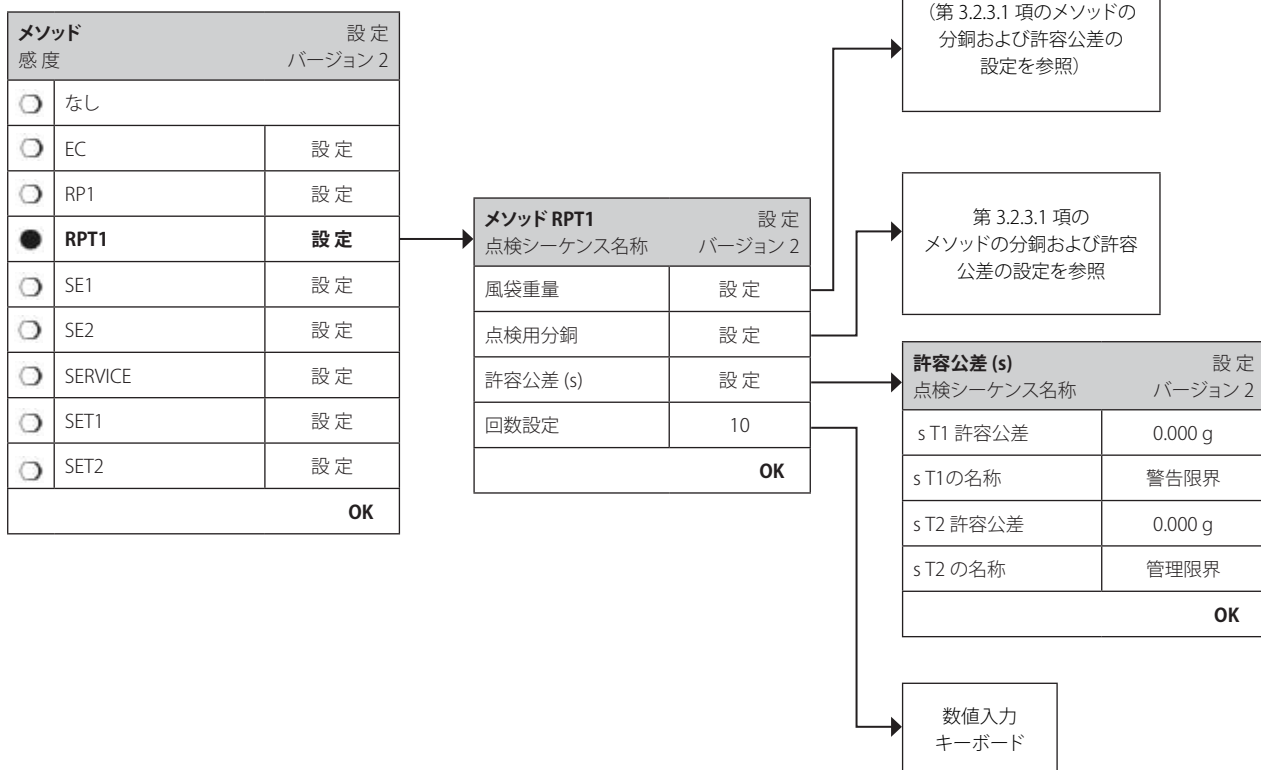 メソッド 設定
感度 バージョン 2
なし
EC 設定
RP1 設定
RPT1 設定
SE1 設定
SE2 設定
SERVICE 設定
SET1 設定
SET2 設定
OK
メソッド RPT1 設定
点検シーケンス名称 バージョン 2
風袋重量 設定
点検用分銅 設定
許容公差 (s) 設定
回数設定 10
OK
(第 3.2.3.1 項のメソッドの
分銅および許容公差の
設定を参照)
第 3.2.3.1 項の
メソッドの分銅および許容
公差の設定を参照
許容公差 (s) 設定
点検シーケンス名称 バージョン 2
s T1 許容公差 0.000 g
s T1の名称 警告限界
s T2 許容公差 0.000 g
s T2 の名称 管理限界
OK
数値入力
キーボード